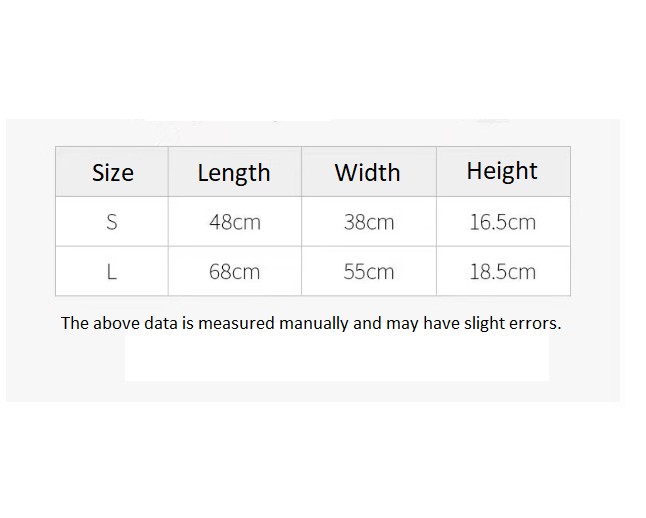 Size Length Width Height
S 48cm 38cm 16.5cm
L 68cm 55cm 18.5cm
The above data is measured manually and may have slight errors.